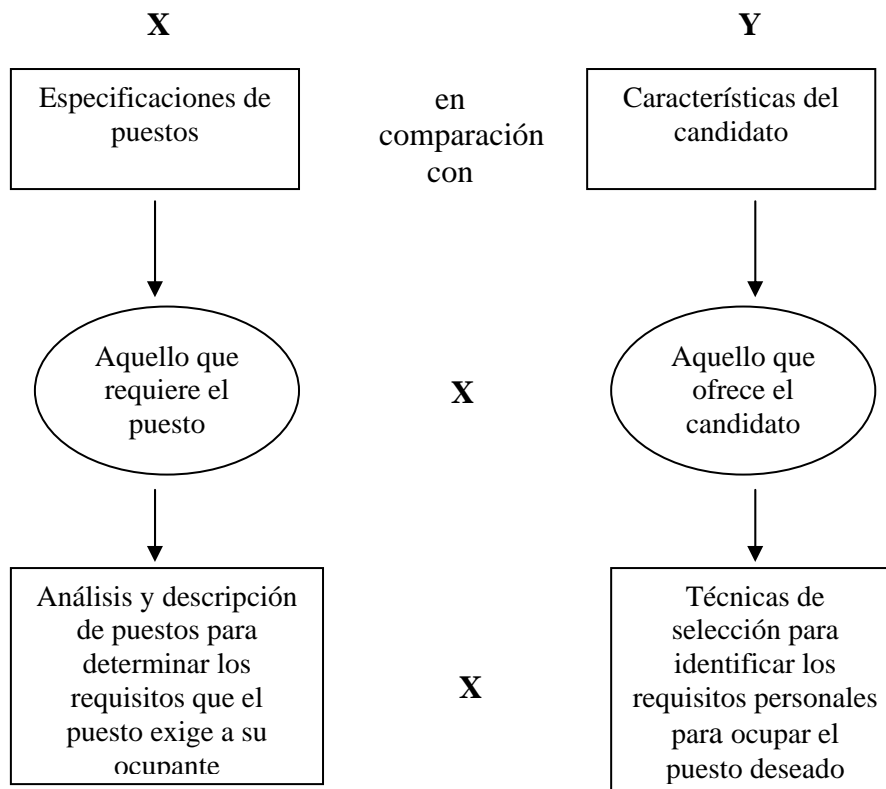 X
Y
Especificaciones de
puestos
en
comparación
con
Características del
candidato
Aquello que
requiere el
puesto
X
Aquello que
ofrece el
candidato
Análisis y descripción
de puestos para
determinar los
requisitos que el
puesto exige a su
ocupante
X
Técnicas de
selección para
identificar los
requisitos personales
para ocupar el
puesto deseado